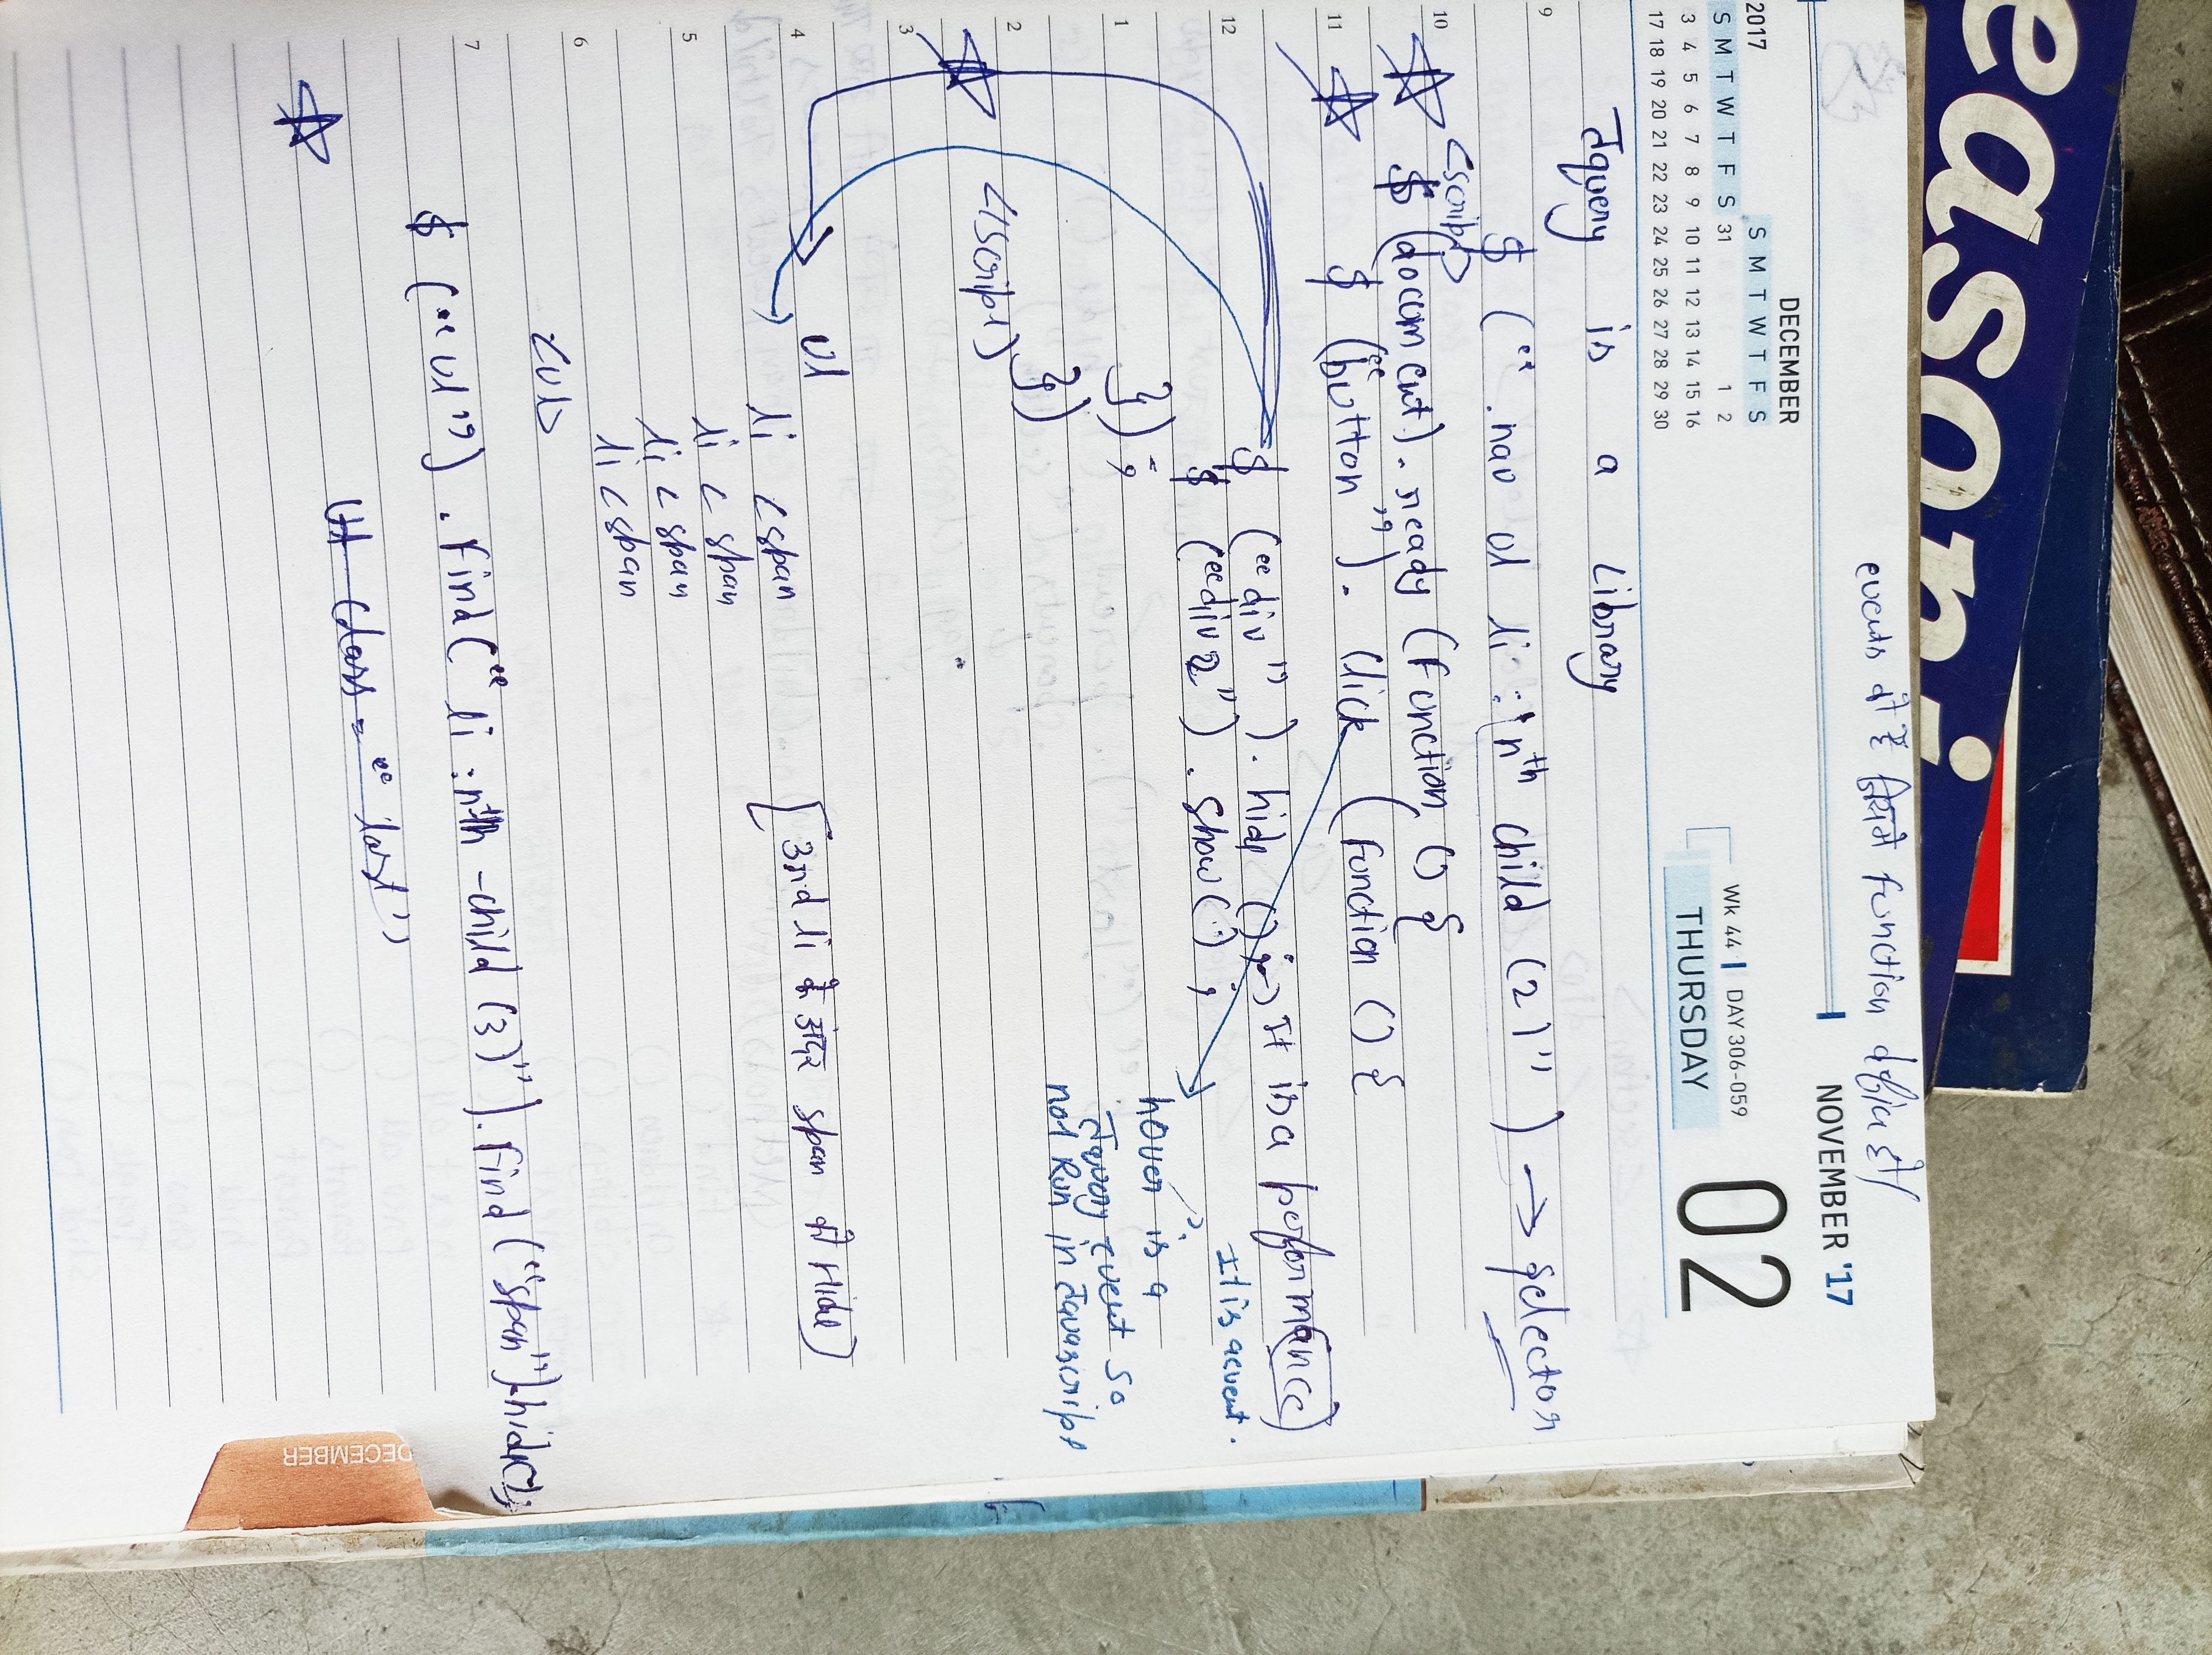 easoni
events वो है जिसमे function define हो
NOVEMBER '17
DECEMBER
2017 S M T W T F S
S M T W T F S 31 1 2
3 4 5 6 7 8 9 10 11 12 13 14 15 16
17 18 19 20 21 22 23 24 25 26 27 28 29 30
Wk 44 | DAY 306-059
THURSDAY
02
Jquery is a Library
9
$ (“ .nav ul li : nth child (2)” ) → selector
<script>
10
$ (document). ready (function () {
$ (“button”). Click (function () {
11
$ (“div” ). hide (); → It is a performance
12
It is a event.
$ (“div2”) . show( ) ;
}) ;
hover is a
Jquery event so
not Run in Javascript
1
})
2
</script>
3
ul
4
li < span
[3rd li के अंदर span को Hide]
li < span
5
li < span
li < span
6
<ul>
7
$ (“ul”) . Find(“ li : nth -child (3)”). Find (“span”).hide();
Ul Class = “ last”
DECEMBER